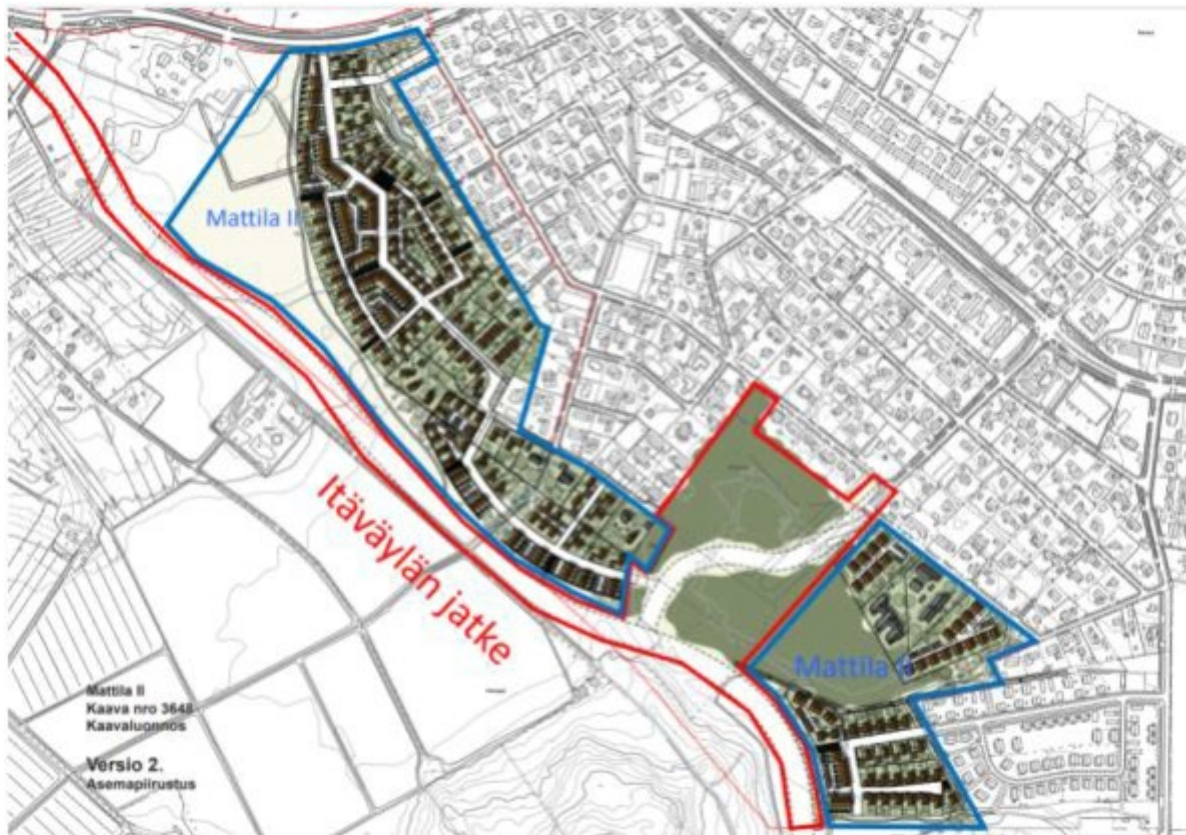 Mattila II
Itäväylän jatke
Mattila II
Mattila II
Kaava nro 3648
Kaavaluonnos
Versio 2.
Asemapiirustus